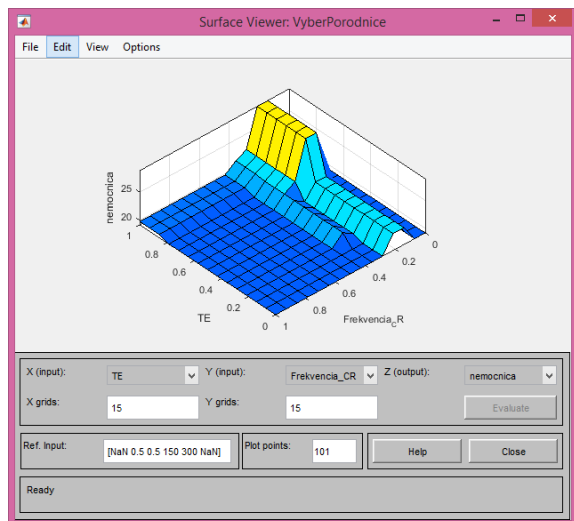 Surface Viewer: VyberPorodnice
File Edit View Options
nemocnica
25
20
1
0.8
0.6
0.4
0.2
0
TE
1
0.8
0.6
0.4
0.2
0
Frekvencia_CR
X (input): TE Y (input): Frekvencia_CR Z (output): nemocnica
X grids: 15 Y grids: 15 Evaluate
Ref. Input: [NaN 0.5 0.5 150 300 NaN] Plot points: 101 Help Close
Ready